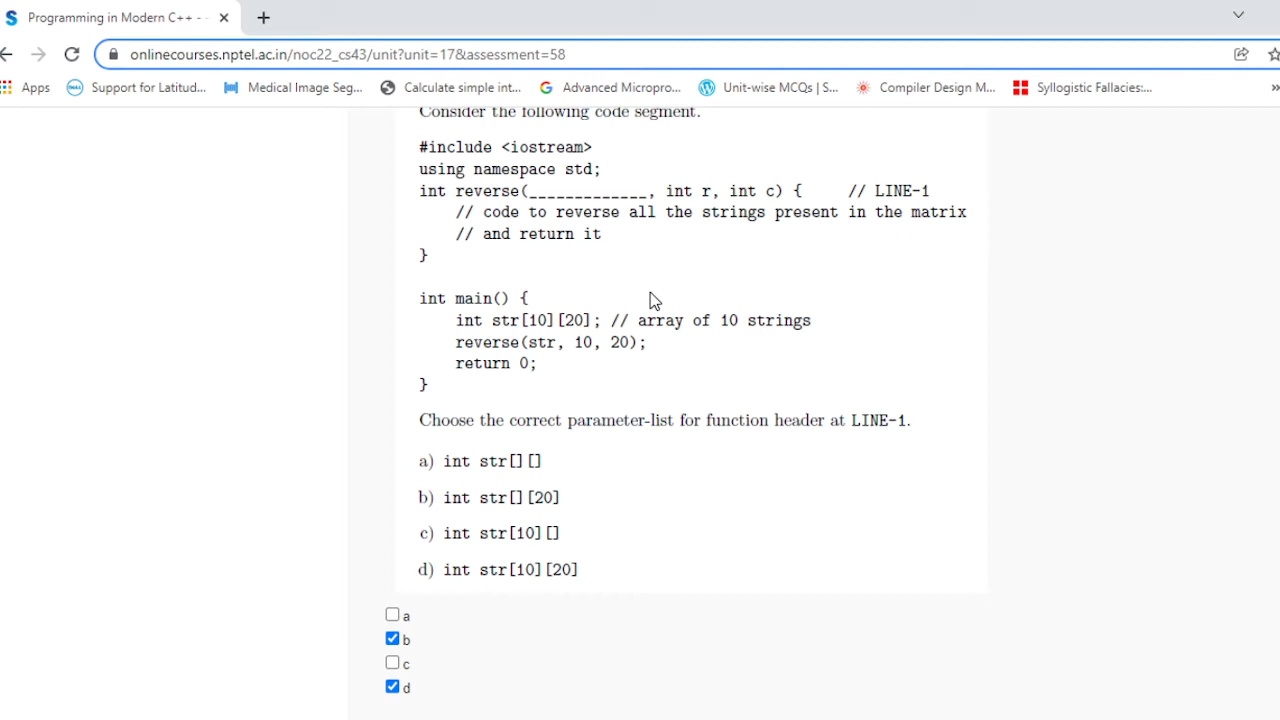 Programming in Modern C++ - -
onlinecourses.nptel.ac.in/noc22_cs43/unit?unit=17&assessment=58
Apps Support for Latitud... Medical Image Seg... Calculate simple int... Advanced Micropro... Unit-wise MCQs | S... Compiler Design M... Syllogistic Fallacies:... »
Consider the following code segment.
#include <iostream>
using namespace std;
int reverse(_____________, int r, int c) { // LINE-1
// code to reverse all the strings present in the matrix
// and return it
}
int main() {
int str[10][20]; // array of 10 strings
reverse(str, 10, 20);
return 0;
}
Choose the correct parameter-list for function header at LINE-1.
a) int str[][]
b) int str[][20]
c) int str[10][]
d) int str[10][20]
a
b
c
d